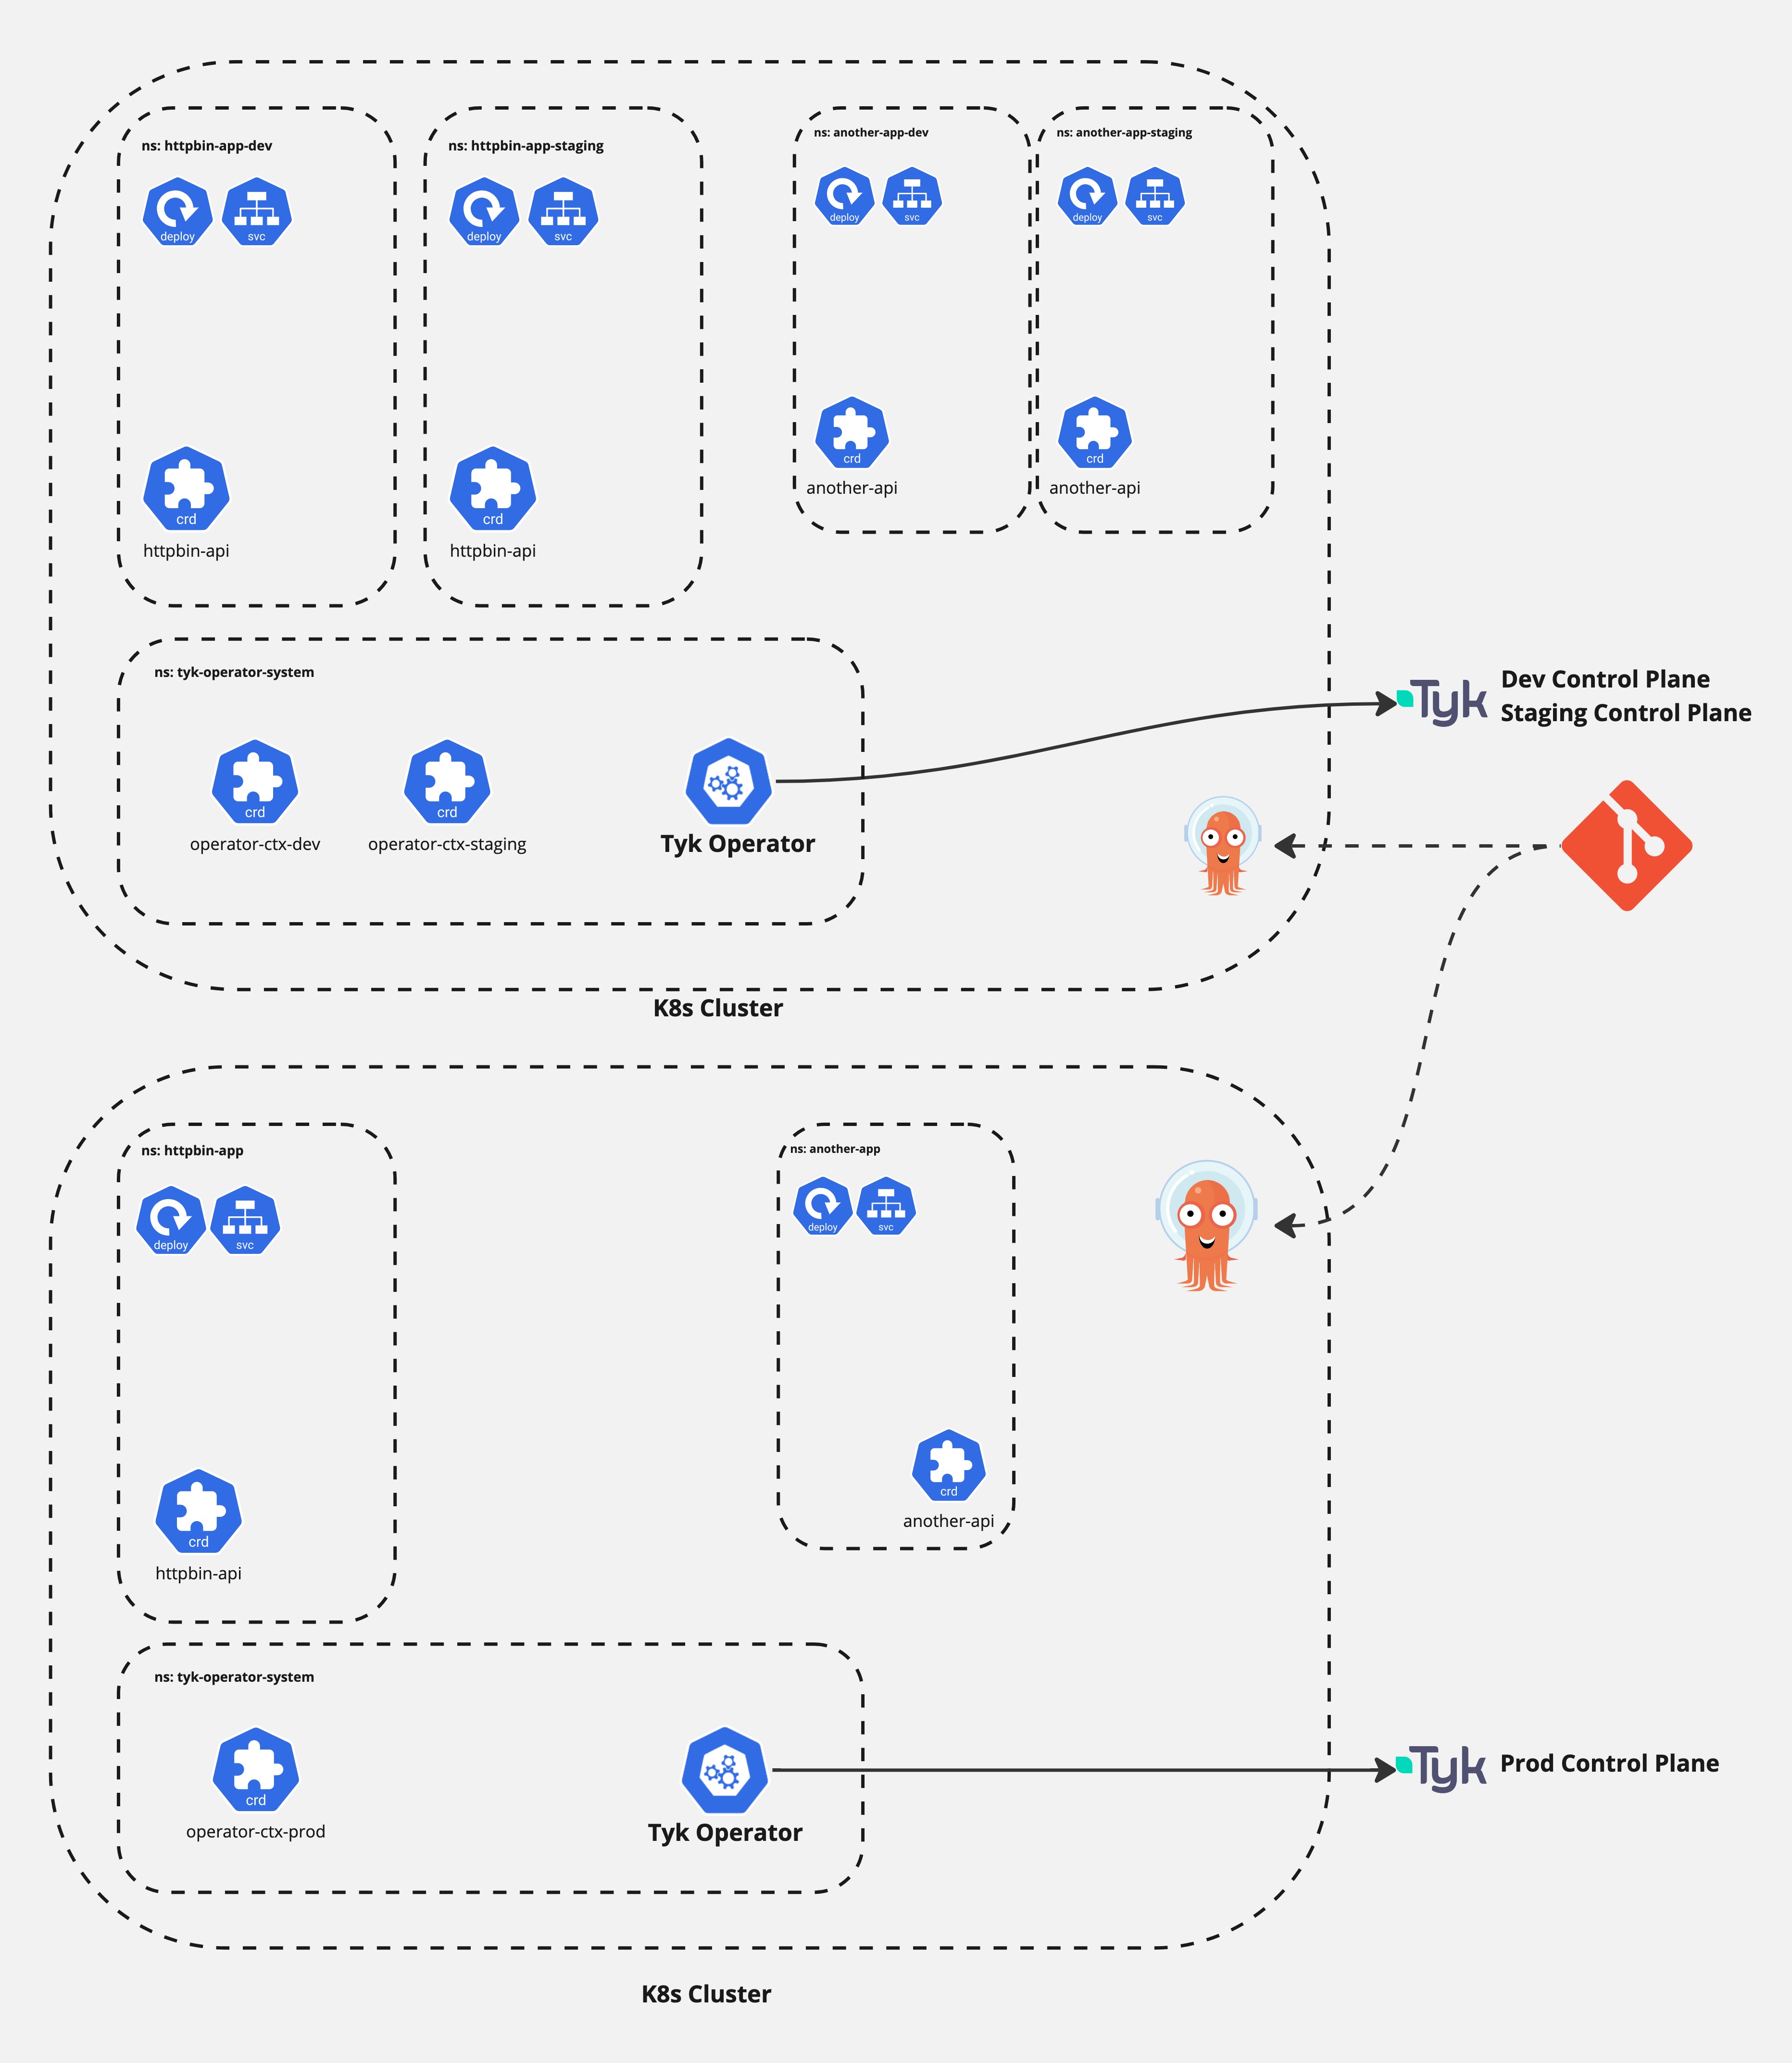 ns: httpbin-app-dev
deploy
svc
crd
httpbin-api
ns: httpbin-app-staging
deploy
svc
crd
httpbin-api
ns: another-app-dev
deploy
svc
crd
another-api
ns: another-app-staging
deploy
svc
crd
another-api
ns: tyk-operator-system
crd
operator-ctx-dev
crd
operator-ctx-staging
Tyk Operator
Tyk
Dev Control Plane
Staging Control Plane
K8s Cluster
ns: httpbin-app
deploy
svc
crd
httpbin-api
ns: another-app
deploy
svc
crd
another-api
ns: tyk-operator-system
crd
operator-ctx-prod
Tyk Operator
Tyk
Prod Control Plane
K8s Cluster